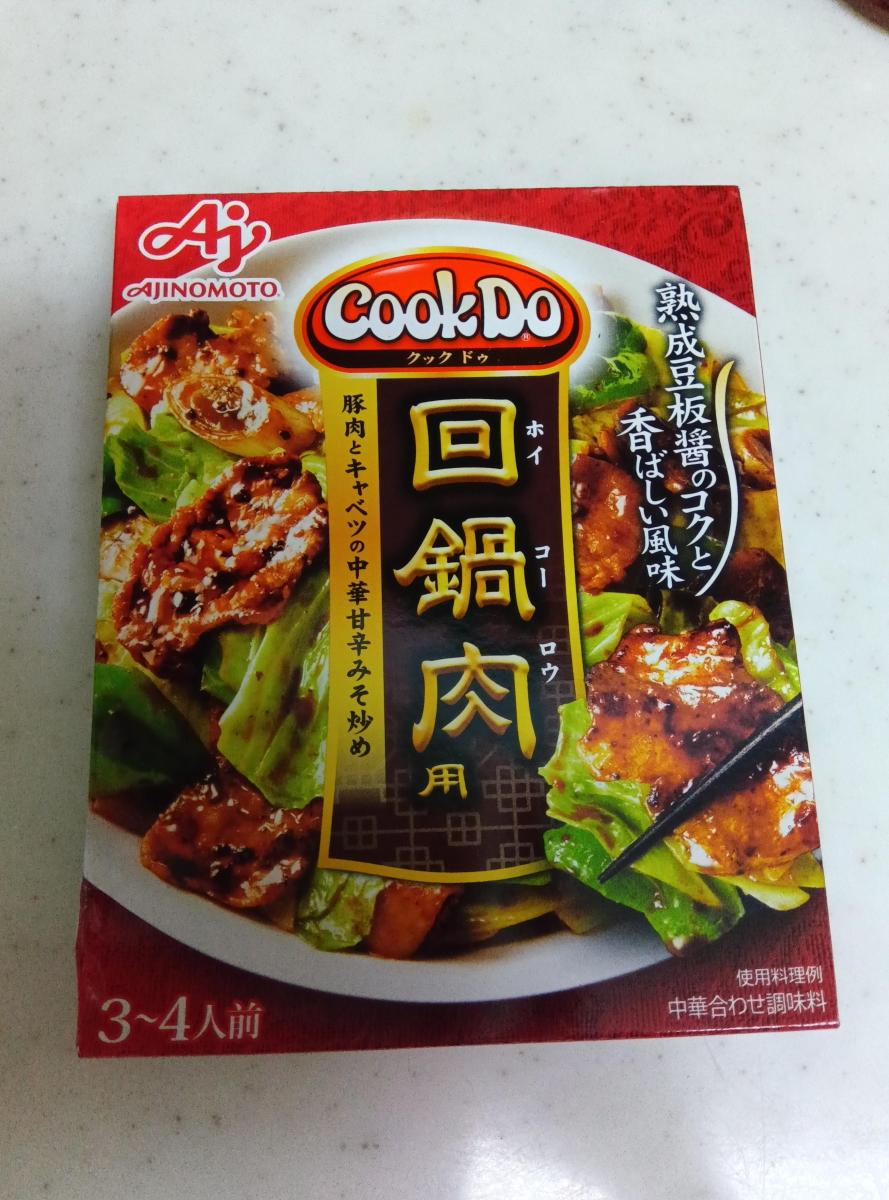 Aj
AJINOMOTO
CookDo®
クック ドゥ
熟成豆板醤のコクと
香ばしい風味
回鍋肉用
ホイ コー ロウ
豚肉とキャベツの中華甘辛みそ炒め
使用料理例
中華合わせ調味料
3~4人前